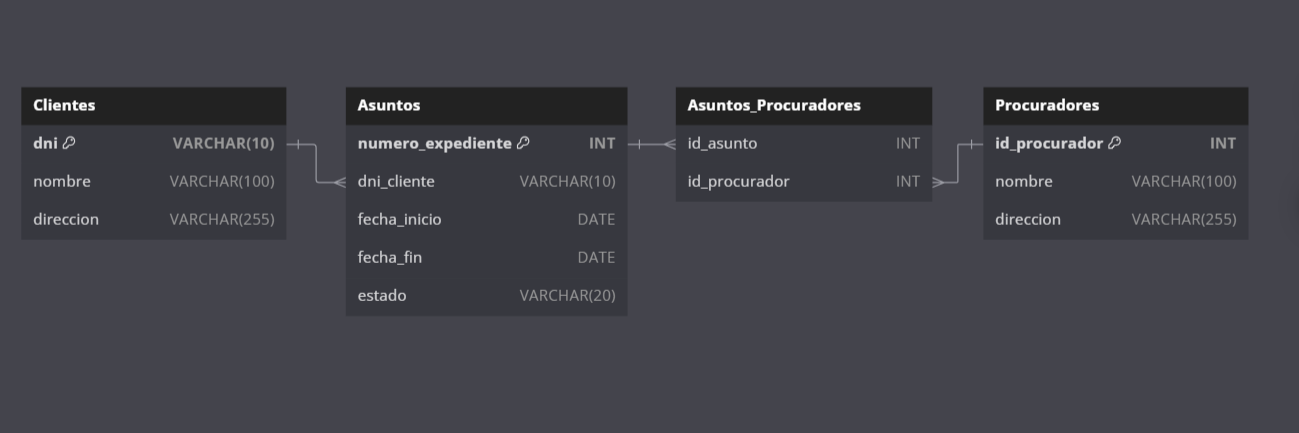 Clientes
dni VARCHAR(10)
nombre VARCHAR(100)
direccion VARCHAR(255)
Asuntos
numero_expediente INT
dni_cliente VARCHAR(10)
fecha_inicio DATE
fecha_fin DATE
estado VARCHAR(20)
Asuntos_Procuradores
id_asunto INT
id_procurador INT
Procuradores
id_procurador INT
nombre VARCHAR(100)
direccion VARCHAR(255)